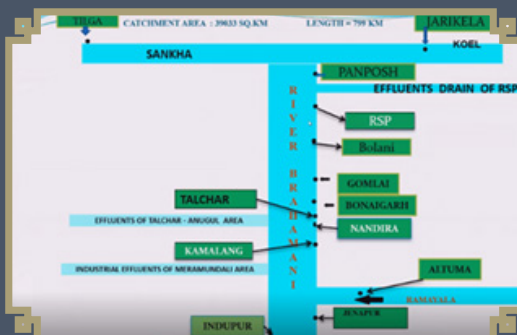 TILGA
CATCHMENT AREA : 39033 SQ.KM
LENGTH = 799 KM
JARIKELA
KOEL
SANKHA
PANPOSH
EFFLUENTS DRAIN OF RSP
RIVER BRAHAMANI
RSP
Bolani
GOMLAI
TALCHAR
BONAIGARH
EFFLUENTS OF TALCHAR - ANUGUL AREA
NANDIRA
KAMALANG
INDUSTRIAL EFFLUENTS OF MERAMUNDALI AREA
ALTUMA
RAMAYALA
JENAPUR
INDUPUR